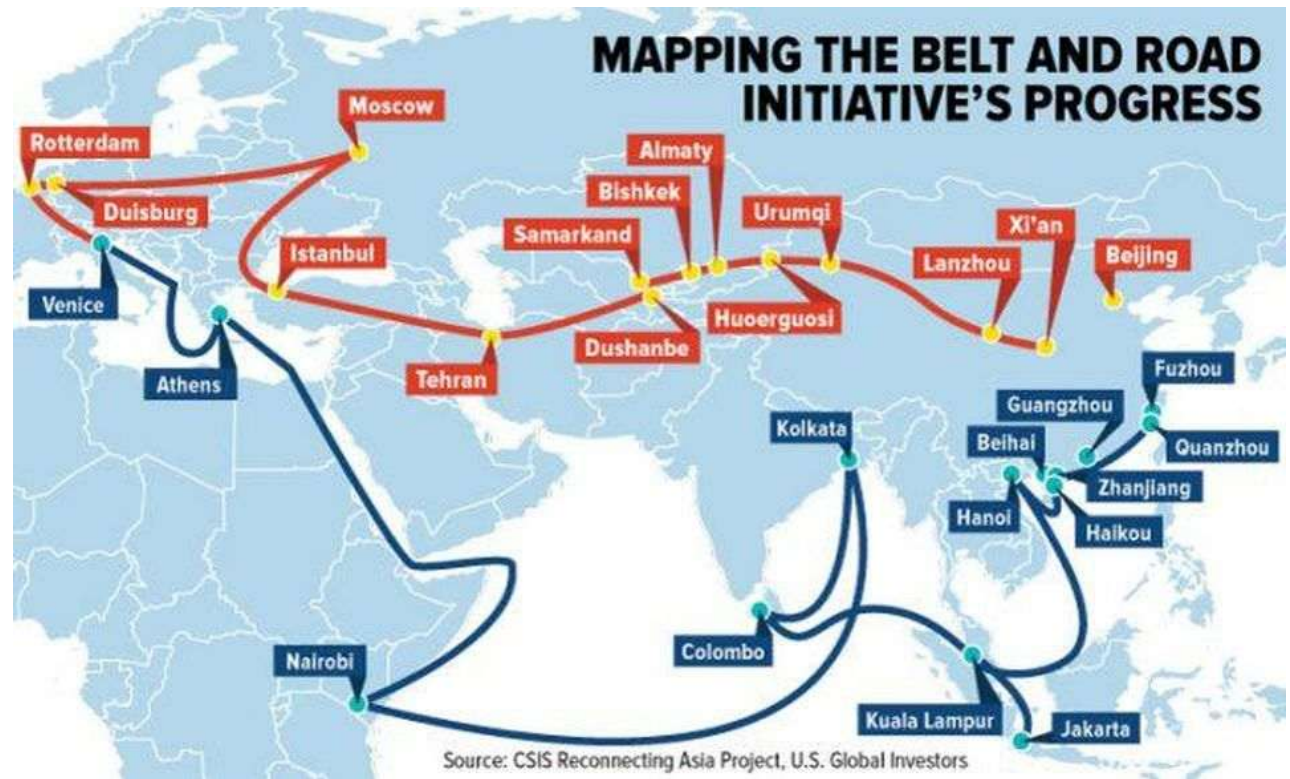 MAPPING THE BELT AND ROAD
INITIATIVE'S PROGRESS
Moscow
Rotterdam
Almaty
Bishkek
Duisburg
Urumqi
Xi'an
Samarkand
Istanbul
Lanzhou
Beijing
Venice
Huoerguosi
Dushanbe
Tehran
Athens
Fuzhou
Guangzhou
Kolkata
Beihai
Quanzhou
Zhanjiang
Hanoi
Haikou
Colombo
Nairobi
Kuala Lampur
Jakarta
Source: CSIS Reconnecting Asia Project, U.S. Global Investors